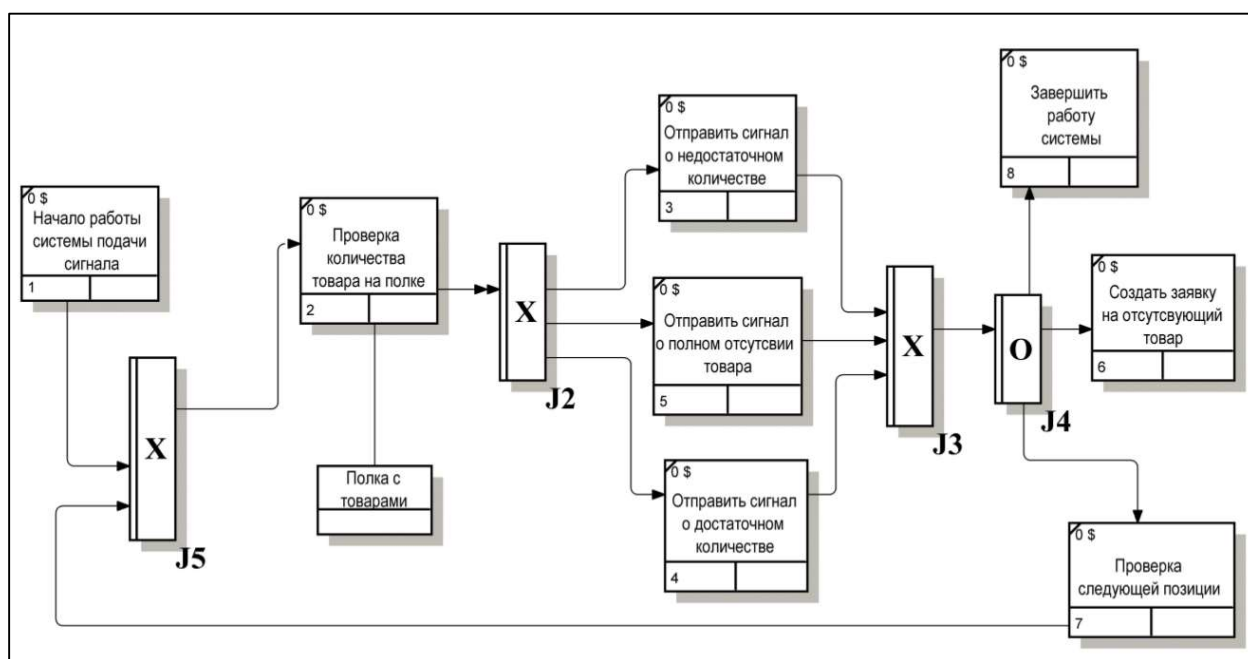 0 $
Начало работы
системы подачи
сигнала
1
X
J5
0 $
Проверка
количества
товара на полке
2
Полка с
товарами
X
J2
0 $
Отправить сигнал
о недостаточном
количестве
3
0 $
Отправить сигнал
о полном отсутсвии
товара
5
0 $
Отправить сигнал
о достаточном
количестве
4
X
J3
O
J4
0 $
Завершить
работу
системы
8
0 $
Создать заявку
на отсутсвующий
товар
6
0 $
Проверка
следующей позиции
7